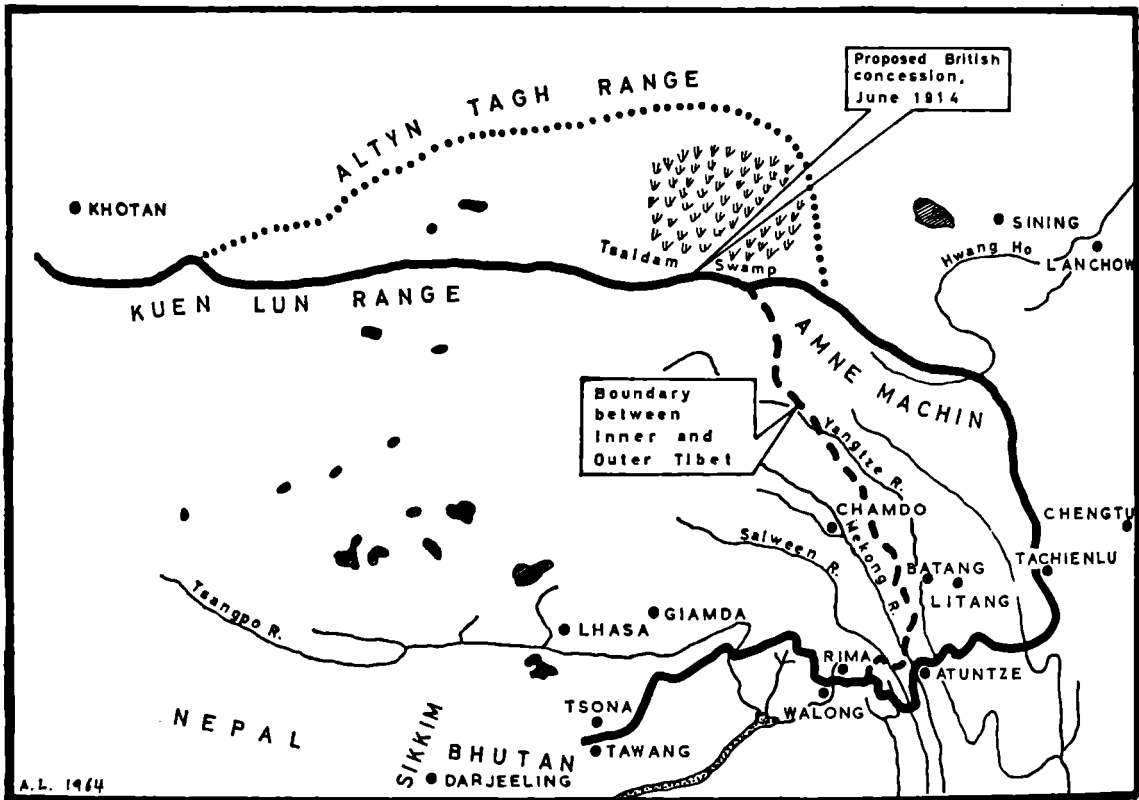 Proposed British
concession,
June 1914
ALTYN TAGH RANGE
KHOTAN
SINING
Hwang Ho
LANCHOW
Tsaidam
Swamp
KUEN LUN RANGE
AMNE MACHIN
Boundary
between
Inner and
Outer Tibet
Yangtze R.
CHAMDO
CHENGTU
Salween R.
Mekong R.
BATANG
TACHIENLU
LITANG
Tsangpo R.
GIAMDA
LHASA
RIMA
ATUNTZE
TSONA
WALONG
NEPAL
SIKKIM
BHUTAN
TAWANG
DARJEELING
A.L. 1964